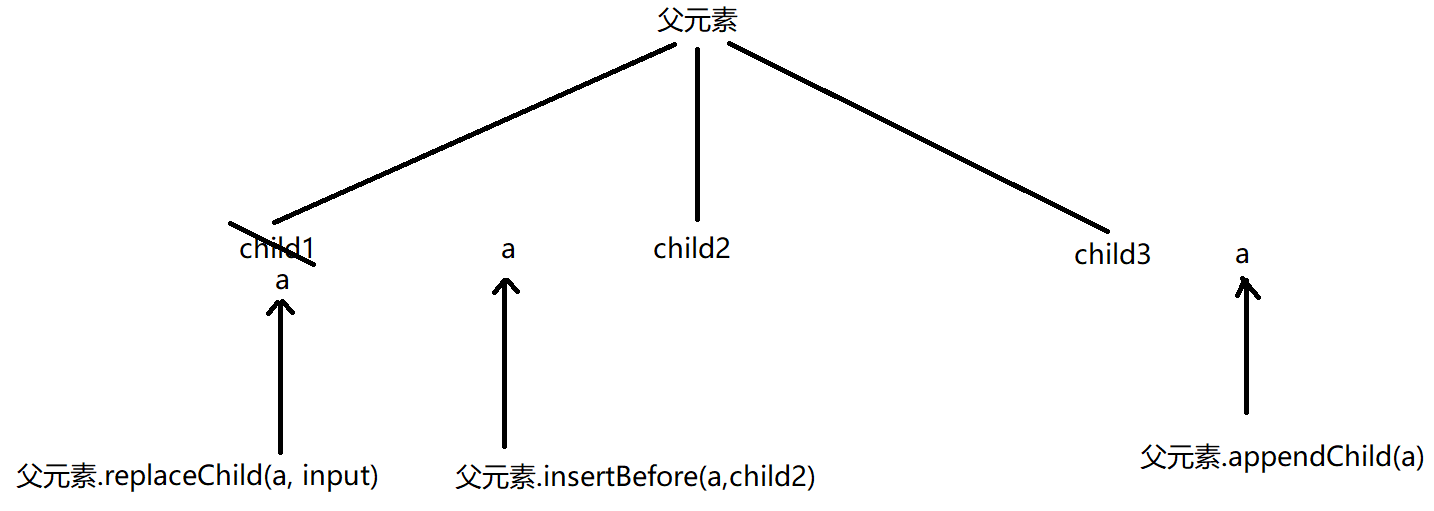 父元素
child1
a
child2
child3
a
a
父元素.replaceChild(a, input)
父元素.insertBefore(a,child2)
父元素.appendChild(a)